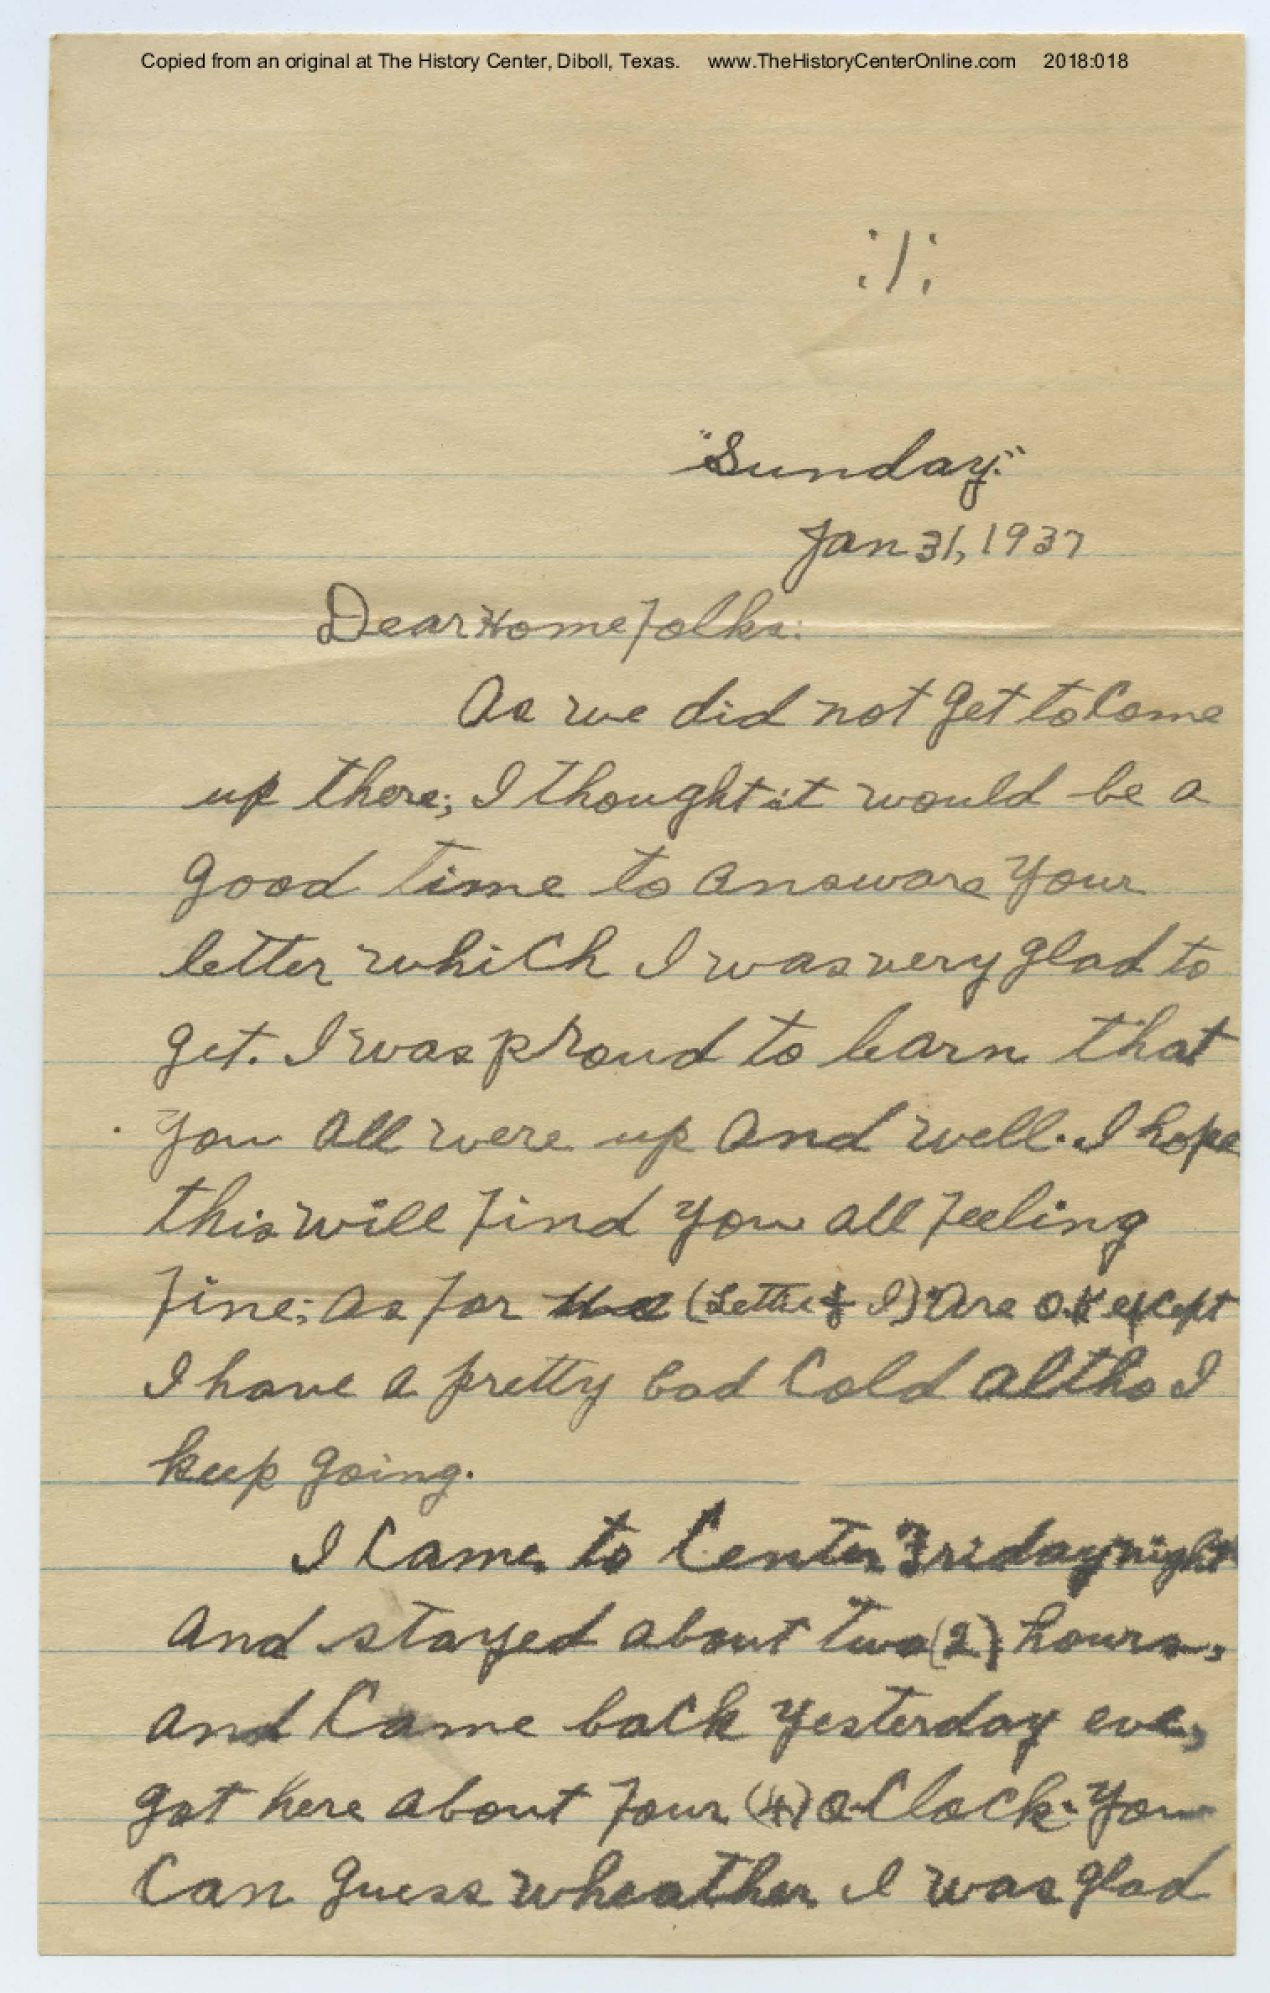 Copied from an original at The History Center, Diboll, Texas. www.TheHistoryCenterOnline.com 2018:018
:/:
"Sunday."
Jan 31, 1937
Dear Home folks:
As we did not get to Come
up there; I thought it would be a
good time to answare your
letter which I was very glad to
get. I was proud to learn that
you all were up and well. I hope
this will find you all feeling
fine; as for (Lettie & I) Are O.K except
I have a pretty bad Cold altho I
keep going.
I Came to Center Friday night
and stayed about two (2) hours,
and Came back yesterday eve,
got here about four (4) o-Clock. You
Can guess wheather I was glad